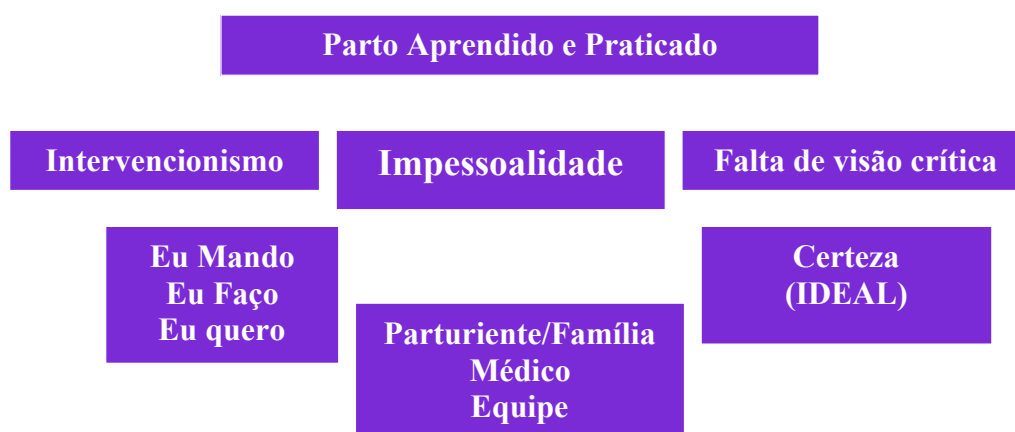 Parto Aprendido e Praticado
Intervencionismo
Impessoalidade
Falta de visão crítica
Eu Mando
Eu Faço
Eu quero
Parturiente/Família
Médico
Equipe
Certeza
(IDEAL)